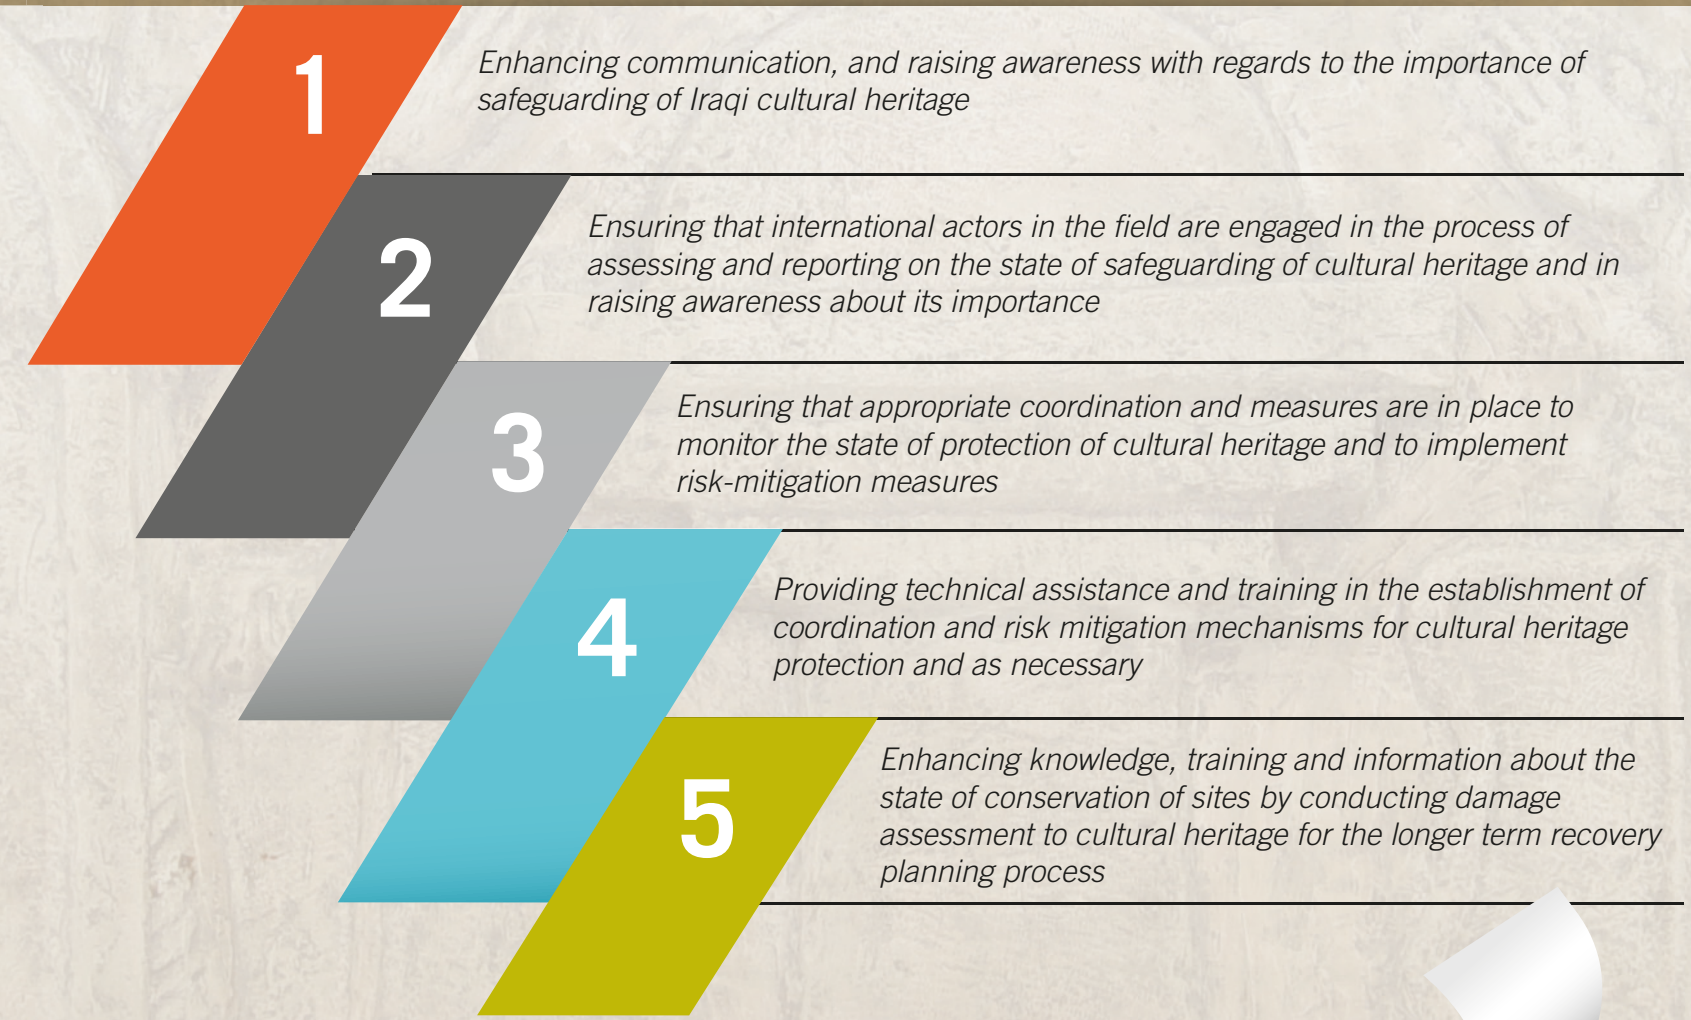 1
Enhancing communication, and raising awareness with regards to the importance of
safeguarding of Iraqi cultural heritage
2
Ensuring that international actors in the field are engaged in the process of
assessing and reporting on the state of safeguarding of cultural heritage and in
raising awareness about its importance
3
Ensuring that appropriate coordination and measures are in place to
monitor the state of protection of cultural heritage and to implement
risk-mitigation measures
4
Providing technical assistance and training in the establishment of
coordination and risk mitigation mechanisms for cultural heritage
protection and as necessary
5
Enhancing knowledge, training and information about the
state of conservation of sites by conducting damage
assessment to cultural heritage for the longer term recovery
planning process